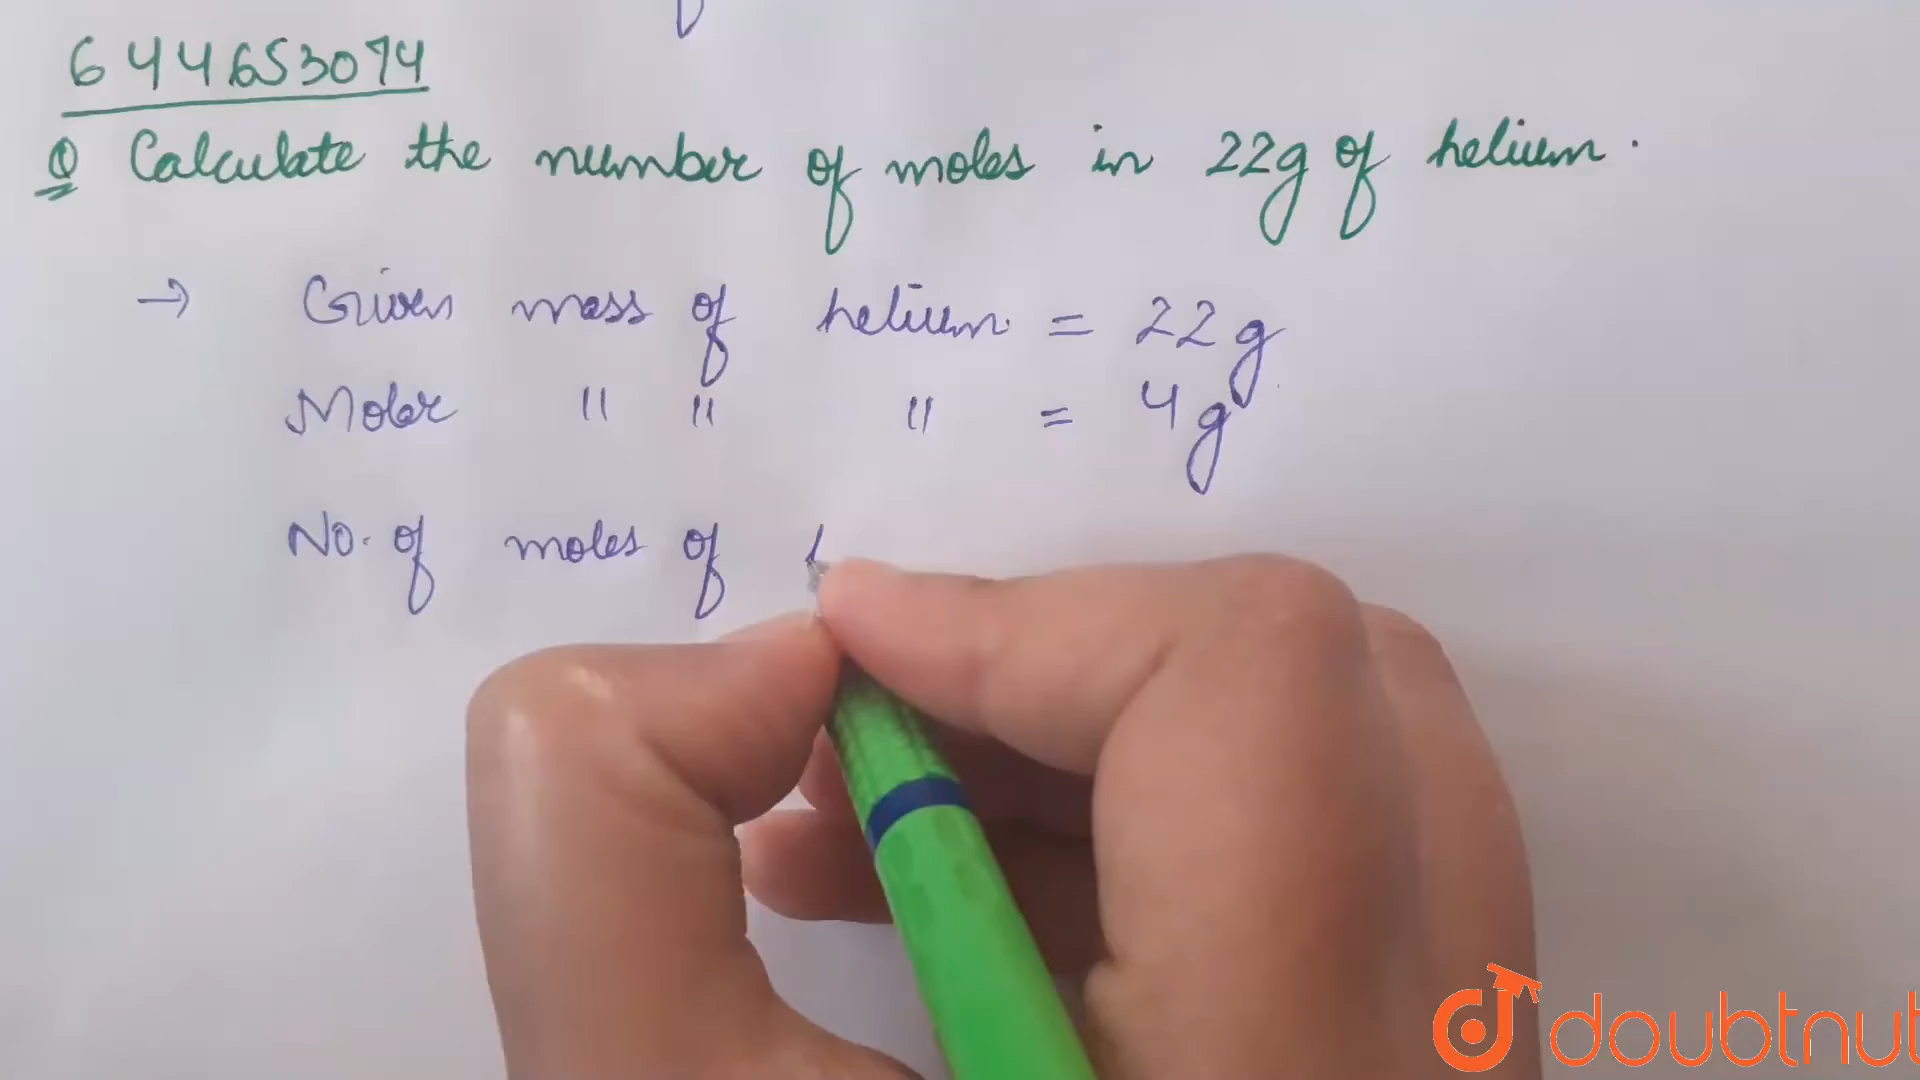 644653074
Q Calculate the number of moles in 22g of helium.
→ Given mass of helium = 22g
Molar " " " = 4g
No. of moles of
doubtnut